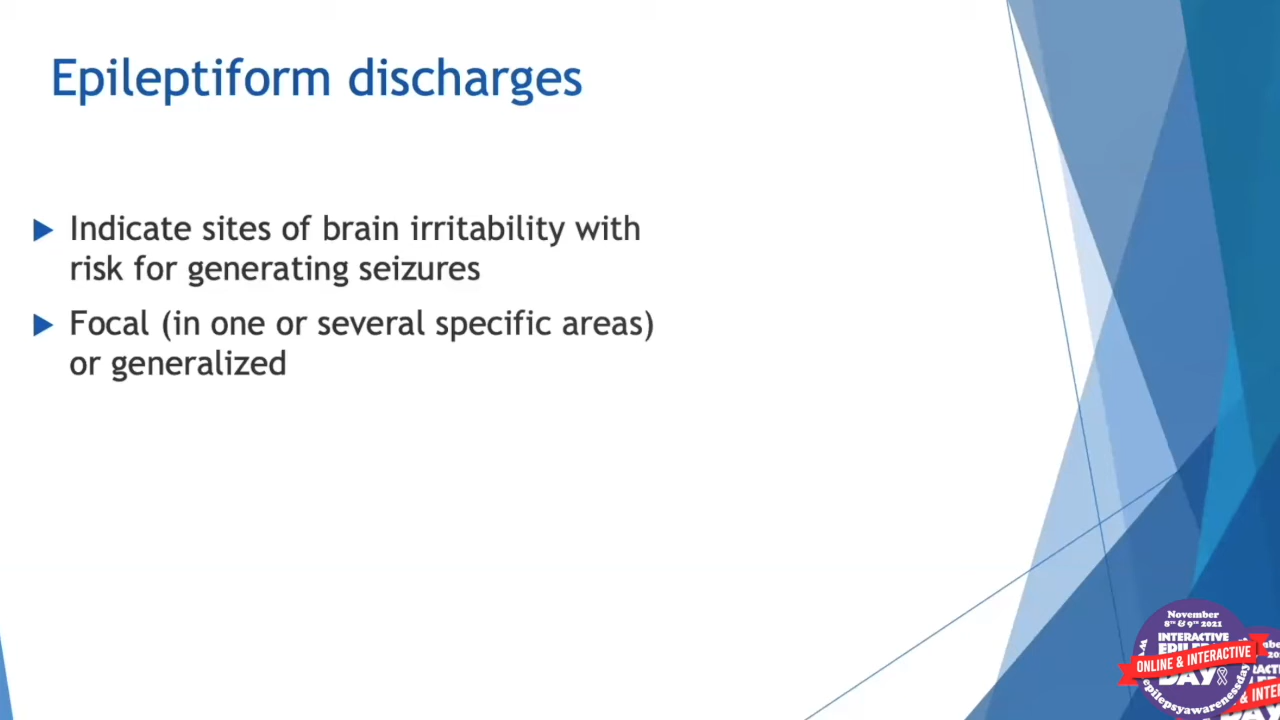 Epileptiform discharges
Indicate sites of brain irritability with
risk for generating seizures
Focal (in one or several specific areas)
or generalized
November
8TH & 9TH 2021
INTERACTIVE
ONLINE & INTERACTIVE
DAY
epilepsyawarenessday